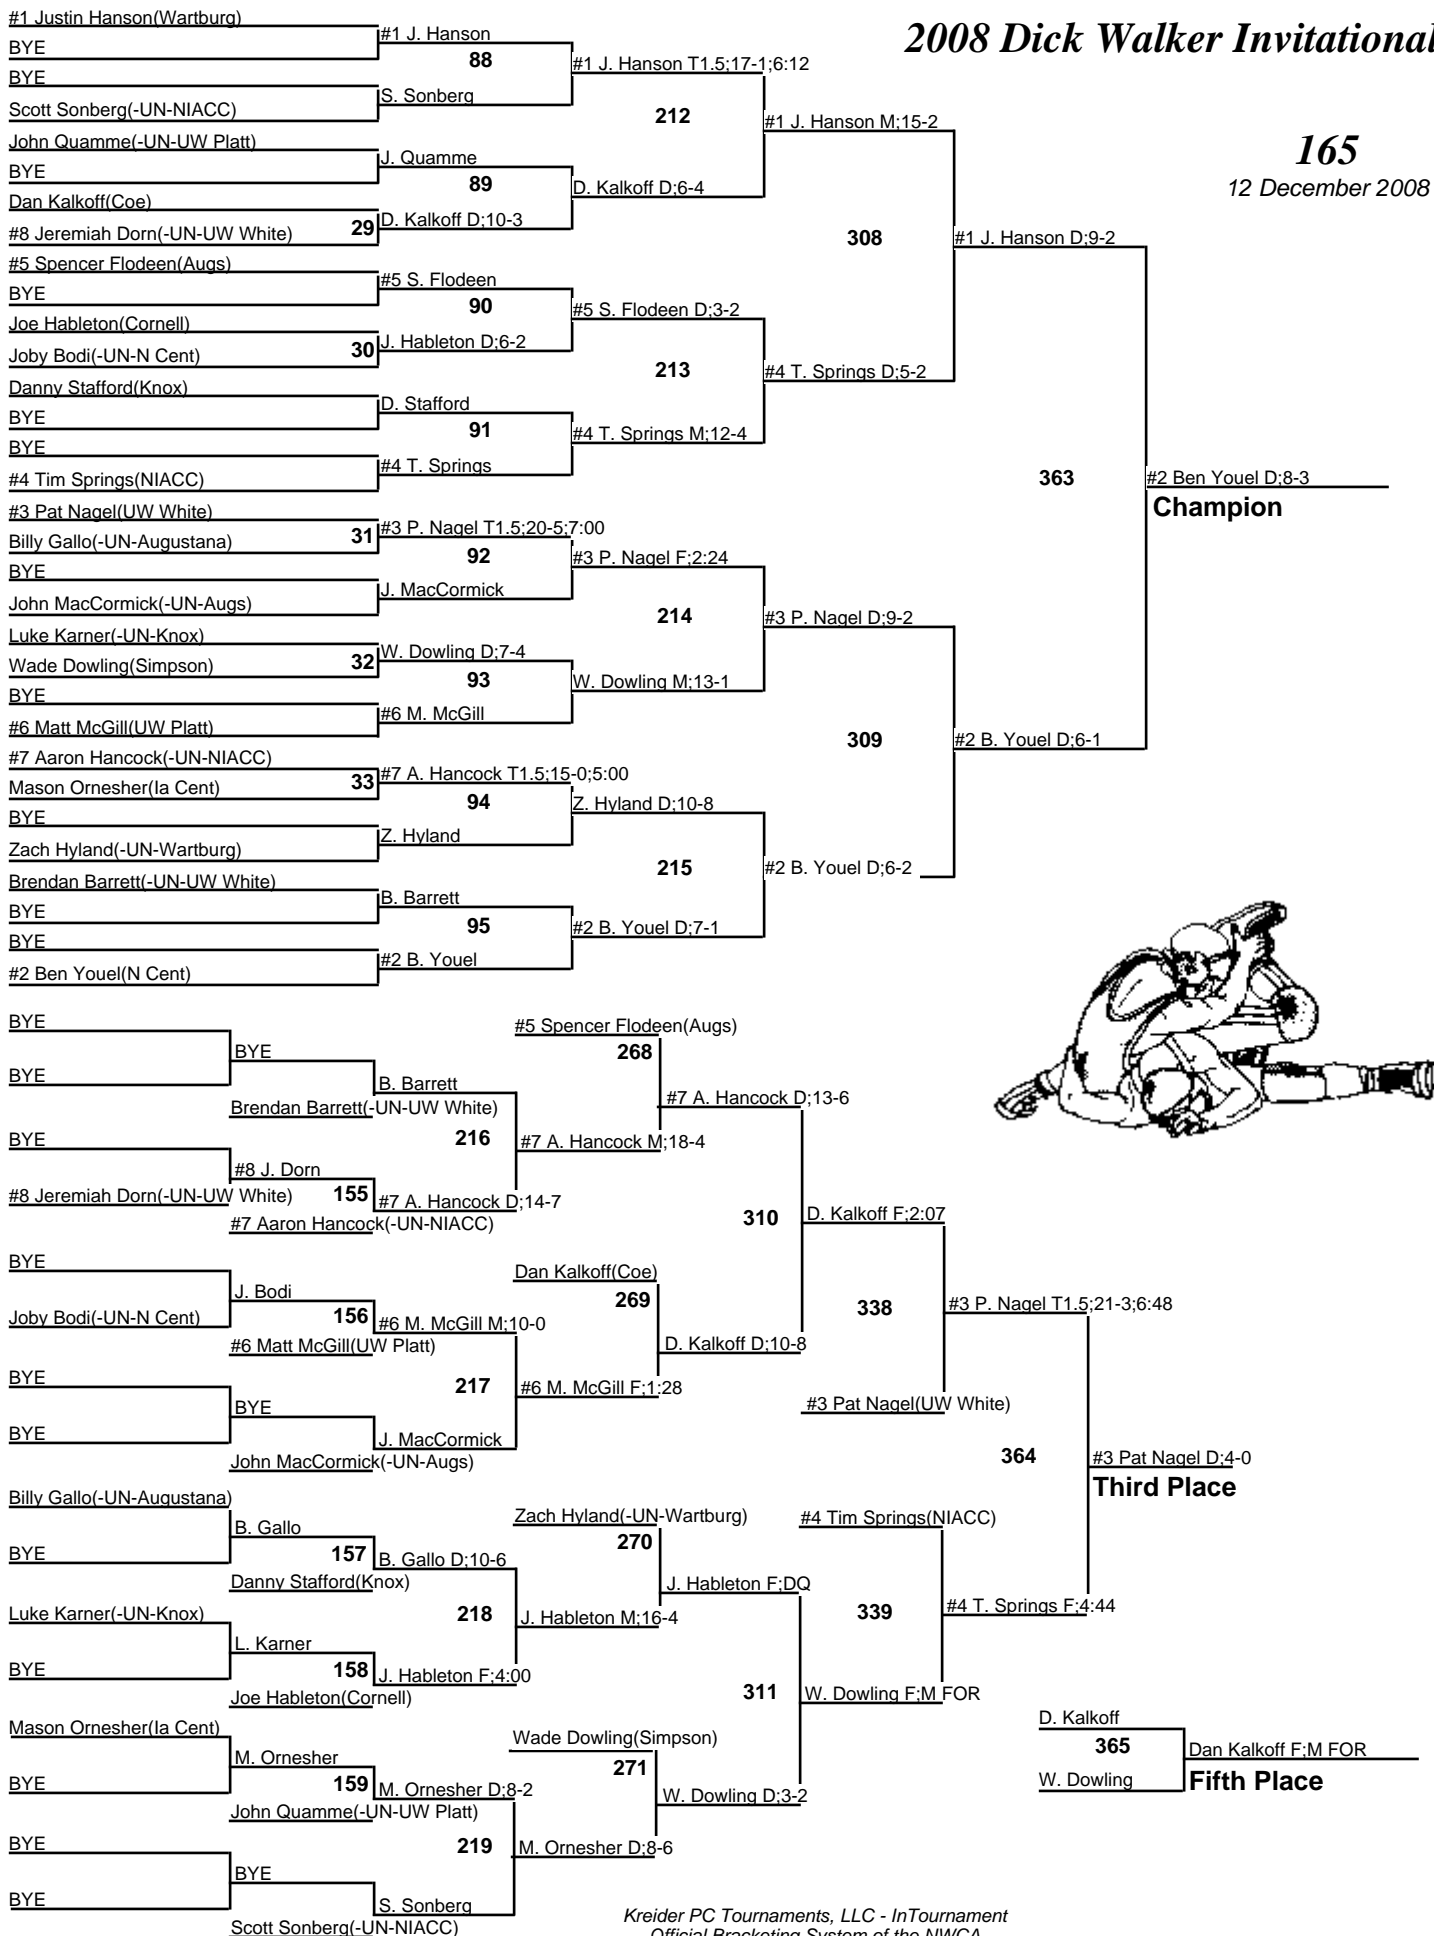 2008 Dick Walker Invitational
165
12 December 2008
#1 Justin Hanson(Wartburg)
BYE
BYE
Scott Sonberg(-UN-NIACC)
John Quamme(-UN-UW Platt)
BYE
Dan Kalkoff(Coe)
#8 Jeremiah Dorn(-UN-UW White)
29
#5 Spencer Flodeen(Augs)
BYE
Joe Hableton(Cornell)
Joby Bodi(-UN-N Cent)
30
Danny Stafford(Knox)
BYE
BYE
#4 Tim Springs(NIACC)
#3 Pat Nagel(UW White)
Billy Gallo(-UN-Augustana)
31
BYE
John MacCormick(-UN-Augs)
Luke Karner(-UN-Knox)
Wade Dowling(Simpson)
32
BYE
#6 Matt McGill(UW Platt)
#7 Aaron Hancock(-UN-NIACC)
Mason Ornesher(Ia Cent)
33
BYE
Zach Hyland(-UN-Wartburg)
Brendan Barrett(-UN-UW White)
BYE
BYE
#2 Ben Youel(N Cent)
#1 J. Hanson
88
S. Sonberg
J. Quamme
89
D. Kalkoff D;10-3
#5 S. Flodeen
90
J. Hableton D;6-2
D. Stafford
91
#4 T. Springs
#3 P. Nagel T1.5;20-5;7:00
92
J. MacCormick
W. Dowling D;7-4
93
#6 M. McGill
#7 A. Hancock T1.5;15-0;5:00
94
Z. Hyland
B. Barrett
95
#2 B. Youel
#1 J. Hanson T1.5;17-1;6:12
212
D. Kalkoff D;6-4
#5 S. Flodeen D;3-2
213
#4 T. Springs M;12-4
#3 P. Nagel F;2:24
214
W. Dowling M;13-1
Z. Hyland D;10-8
215
#2 B. Youel D;7-1
#1 J. Hanson M;15-2
308
#4 T. Springs D;5-2
#3 P. Nagel D;9-2
309
#2 B. Youel D;6-2
#1 J. Hanson D;9-2
363
#2 B. Youel D;6-1
#2 Ben Youel D;8-3
Champion
BYE
BYE
BYE
#8 Jeremiah Dorn(-UN-UW White)
BYE
Joby Bodi(-UN-N Cent)
BYE
BYE
Billy Gallo(-UN-Augustana)
BYE
Luke Karner(-UN-Knox)
BYE
Mason Ornesher(Ia Cent)
BYE
BYE
BYE
BYE
Brendan Barrett(-UN-UW White)
#8 J. Dorn
155
#7 Aaron Hancock(-UN-NIACC)
J. Bodi
156
#6 Matt McGill(UW Platt)
BYE
John MacCormick(-UN-Augs)
B. Gallo
157
Danny Stafford(Knox)
L. Karner
158
Joe Hableton(Cornell)
M. Ornesher
159
John Quamme(-UN-UW Platt)
BYE
Scott Sonberg(-UN-NIACC)
B. Barrett
216
#7 A. Hancock D;14-7
#6 M. McGill M;10-0
217
J. MacCormick
B. Gallo D;10-6
218
J. Hableton F;4:00
M. Ornesher D;8-2
219
S. Sonberg
#5 Spencer Flodeen(Augs)
268
#7 A. Hancock M;18-4
Dan Kalkoff(Coe)
269
#6 M. McGill F;1:28
Zach Hyland(-UN-Wartburg)
270
J. Hableton M;16-4
Wade Dowling(Simpson)
271
M. Ornesher D;8-6
#7 A. Hancock D;13-6
310
D. Kalkoff D;10-8
J. Hableton F;DQ
311
W. Dowling D;3-2
D. Kalkoff F;2:07
338
#3 Pat Nagel(UW White)
#4 Tim Springs(NIACC)
339
W. Dowling F;M FOR
#3 P. Nagel T1.5;21-3;6:48
364
#4 T. Springs F;4:44
#3 Pat Nagel D;4-0
Third Place
D. Kalkoff
365
W. Dowling
Dan Kalkoff F;M FOR
Fifth Place
Kreider PC Tournaments, LLC - InTournament
Official Bracketing System of the NWCA